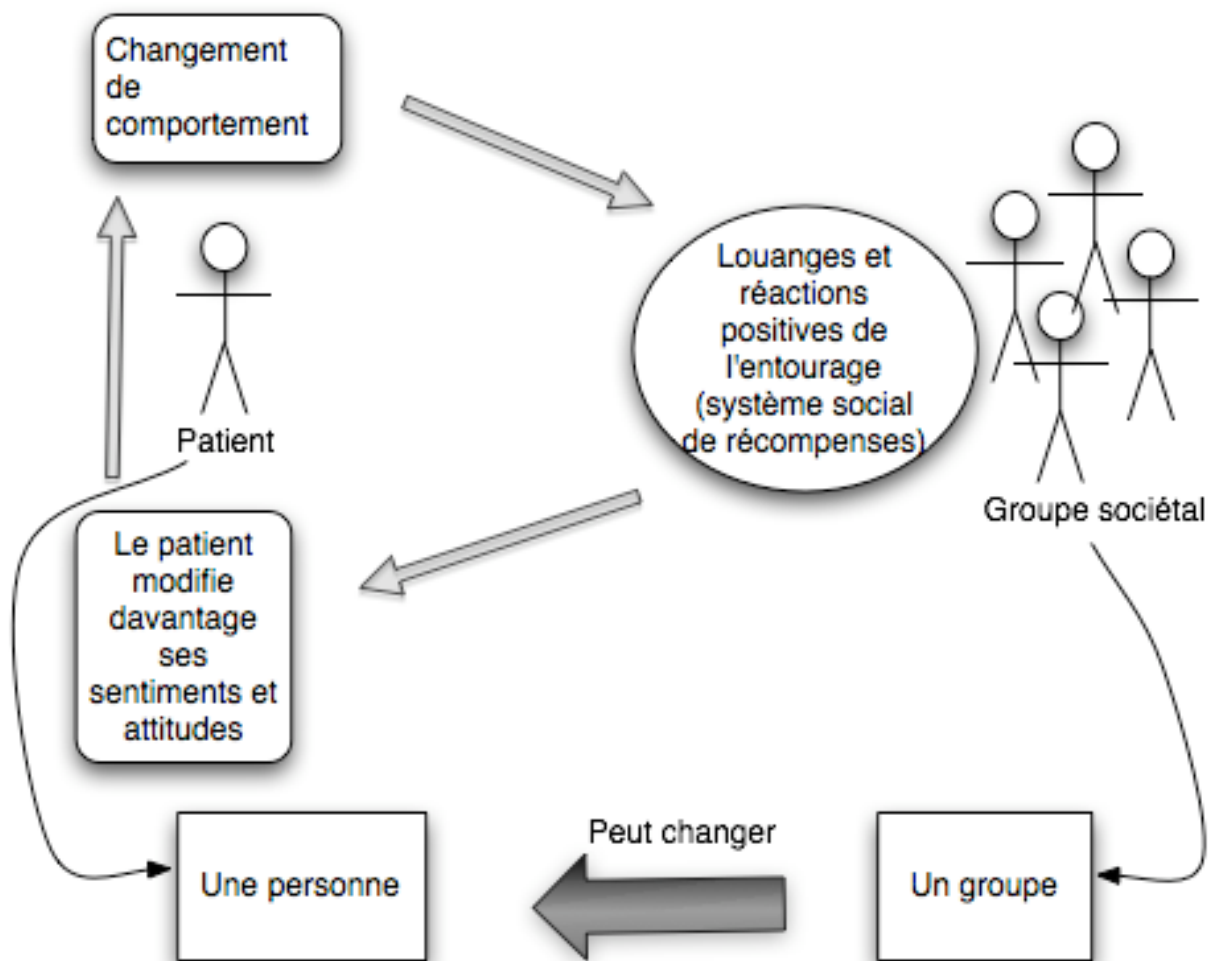 Changement
de
comportement
Louanges et
réactions
positives de
l'entourage
(système social
de récompenses)
Patient
Groupe sociétal
Le patient
modifie
davantage
ses
sentiments et
attitudes
Peut changer
Une personne
Un groupe